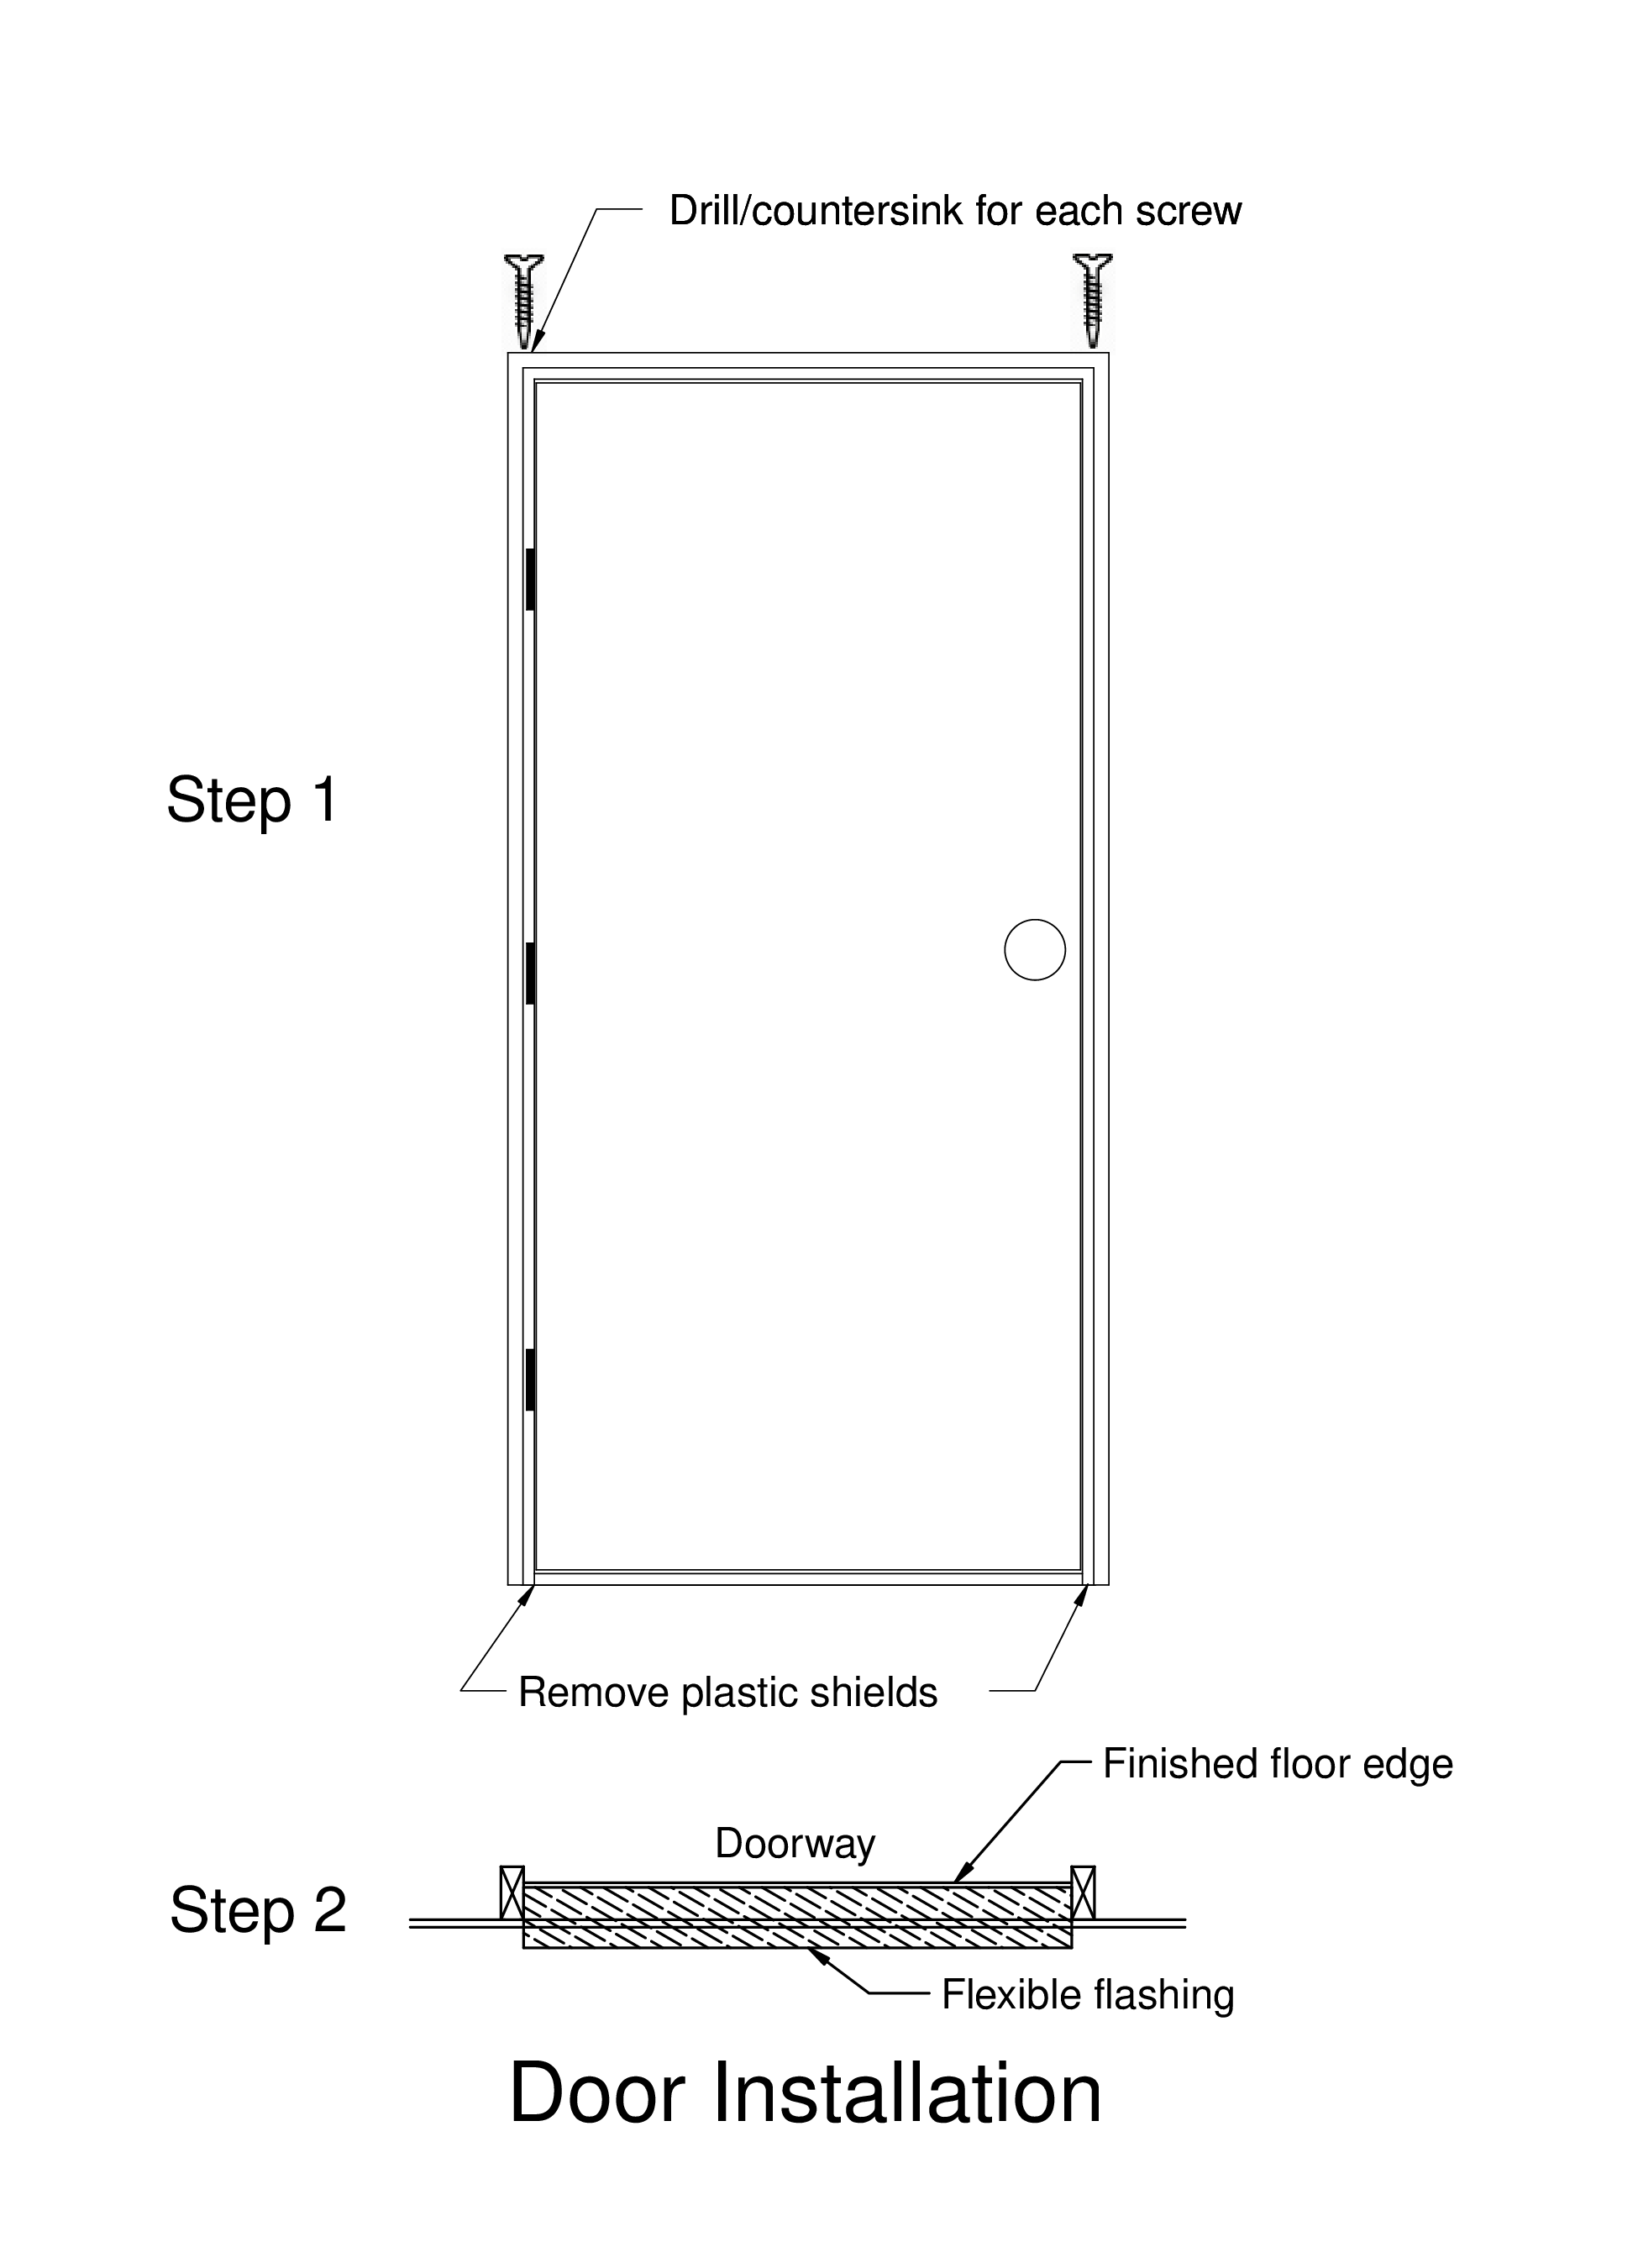 Drill/countersink for each screw
Step 1
Remove plastic shields
Finished floor edge
Doorway
Step 2
Flexible flashing
Door Installation